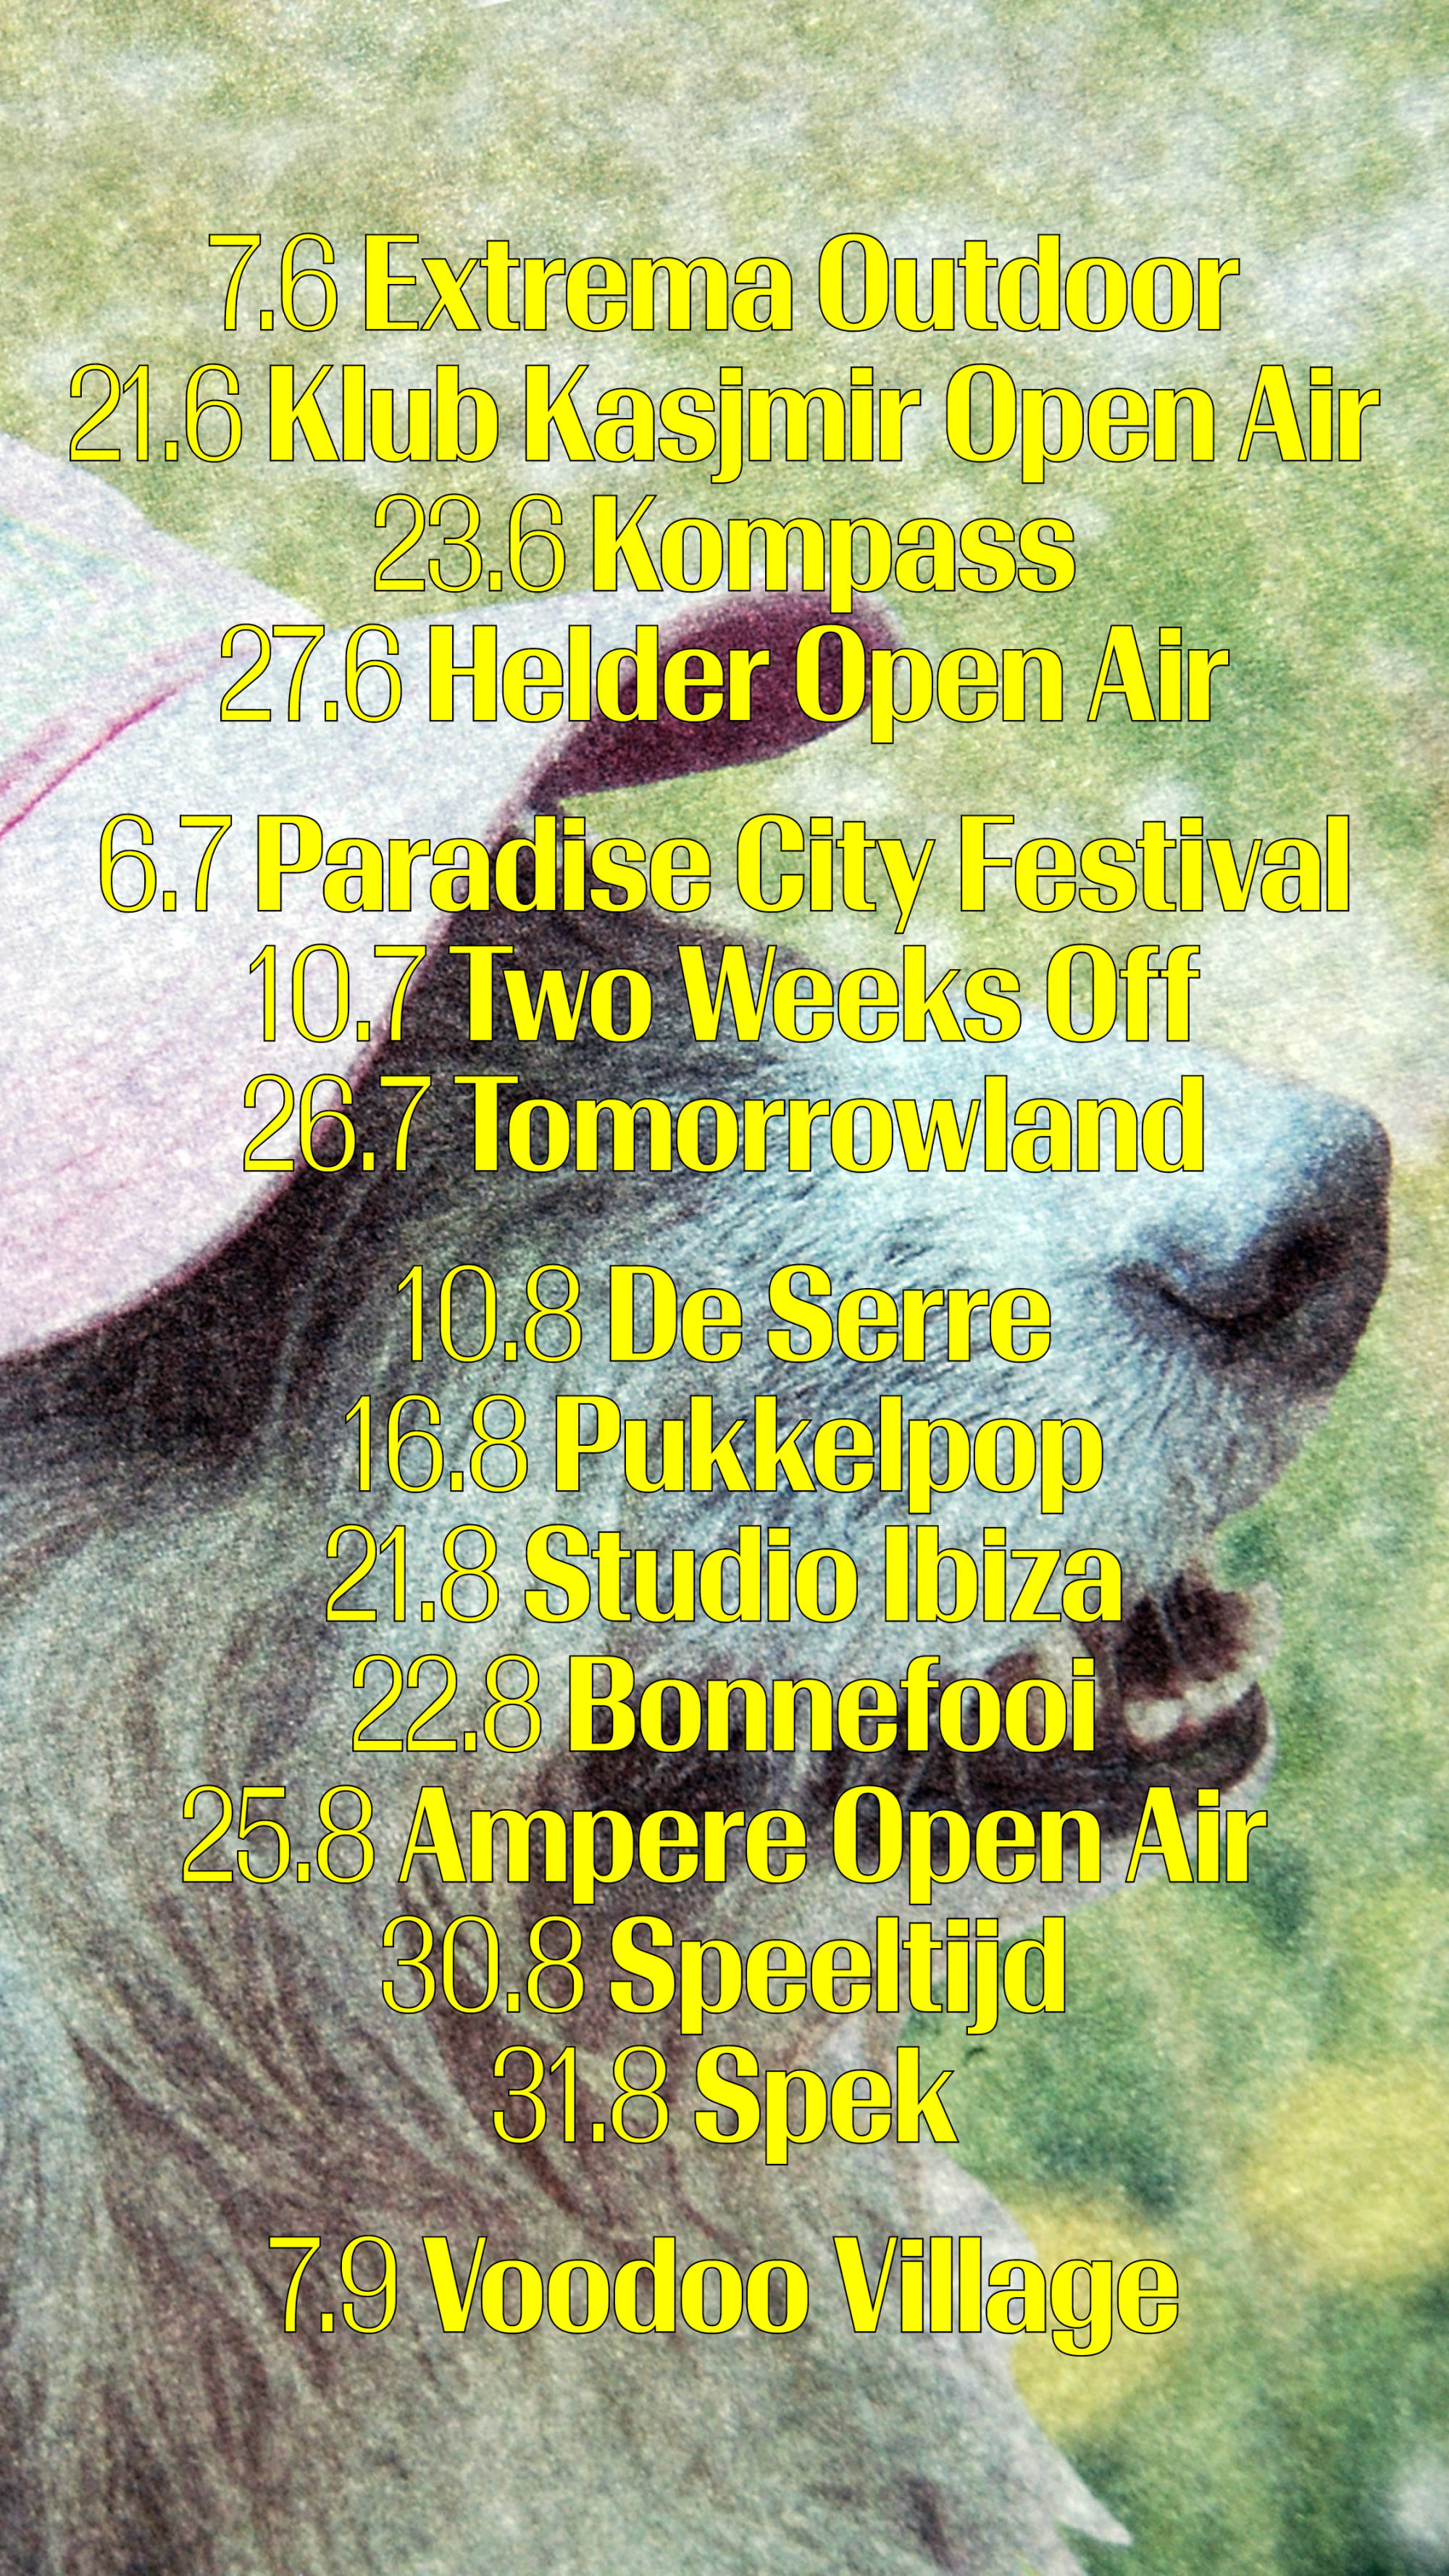 7.6 Extrema Outdoor
21.6 Klub Kasjmir Open Air
23.6 Kompass
27.6 Helder Open Air
6.7 Paradise City Festival
10.7 Two Weeks Off
26.7 Tomorrowland
10.8 De Serre
16.8 Pukkelpop
21.8 Studio Ibiza
22.8 Bonnefooi
25.8 Ampere Open Air
30.8 Speeltijd
31.8 Spek
7.9 Voodoo Village